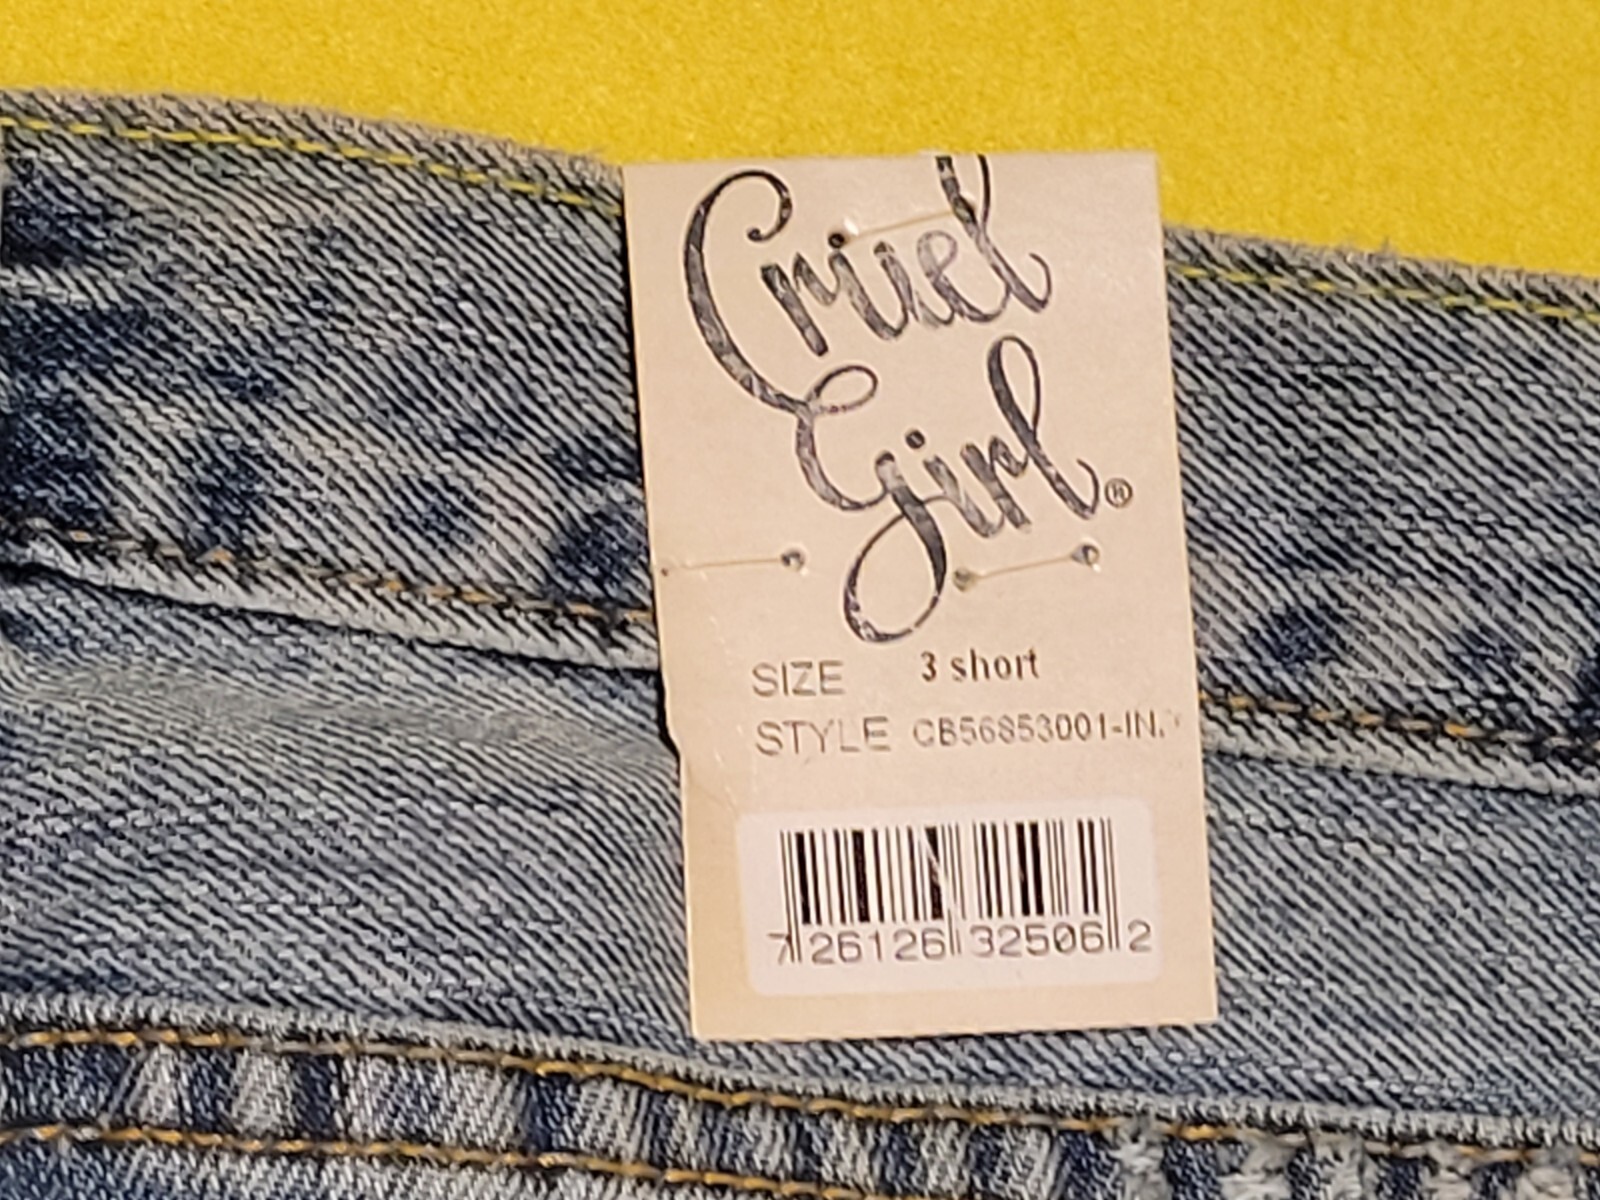 Cruel
Girl®
SIZE 3 short
STYLE CB56853001-IN.
7 26126 32506 2